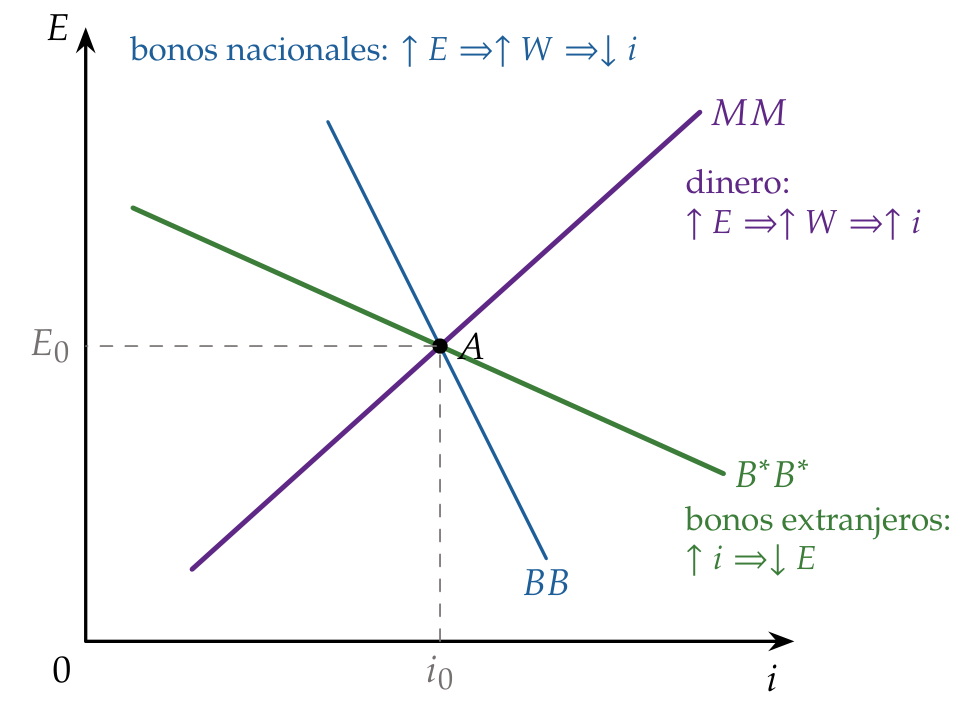 E
bonos nacionales: ↑ E ⇒↑ W ⇒↓ i
MM
dinero:
↑ E ⇒↑ W ⇒↑ i
E₀
A
B*B*
bonos extranjeros:
↑ i ⇒↓ E
BB
0
i₀
i